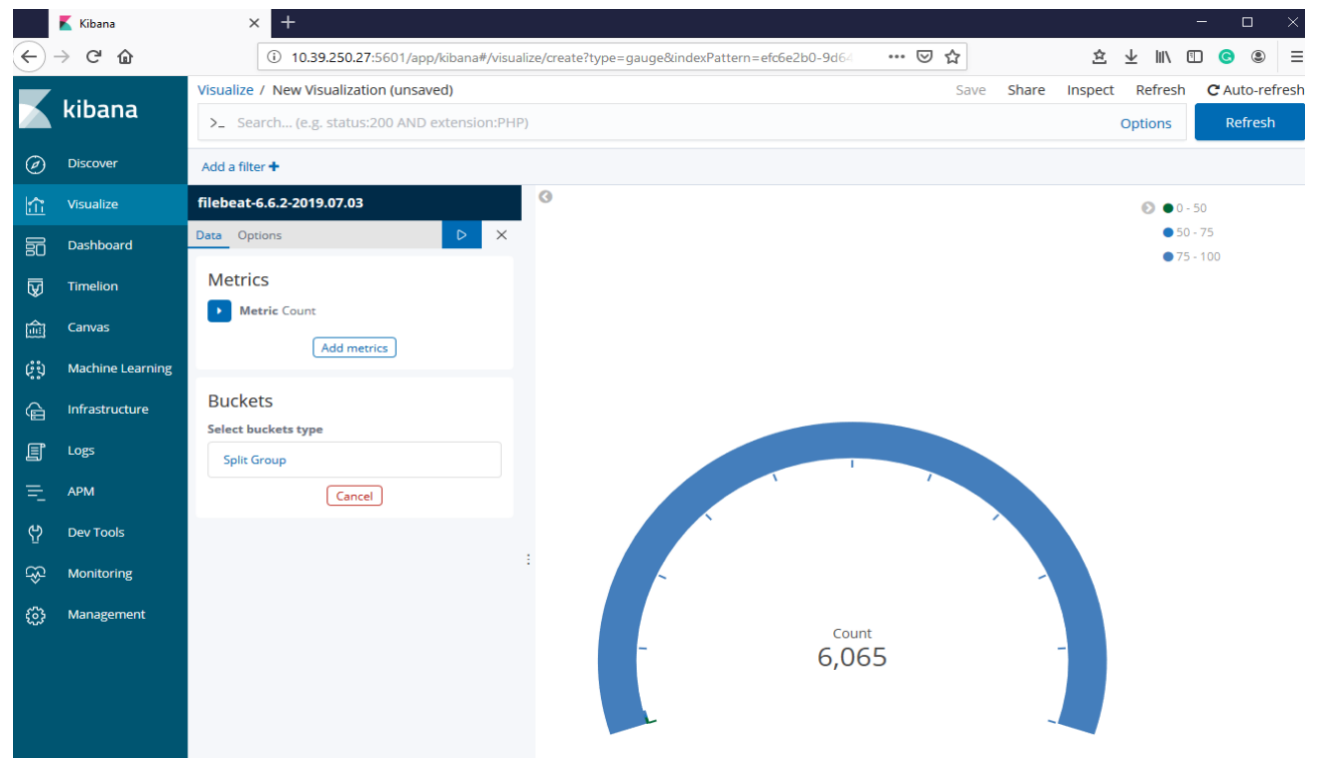 Kibana
10.39.250.27:5601/app/kibana#/visualize/create?type=gauge&indexPattern=efc6e2b0-9d64
kibana
Discover
Visualize
Dashboard
Timelion
Canvas
Machine Learning
Infrastructure
Logs
APM
Dev Tools
Monitoring
Management
Visualize / New Visualization (unsaved)
Save Share Inspect Refresh Auto-refresh
>_ Search... (e.g. status:200 AND extension:PHP)
Options Refresh
Add a filter +
filebeat-6.6.2-2019.07.03
Data Options
Metrics
Metric Count
Add metrics
Buckets
Select buckets type
Split Group
Cancel
0 - 50
50 - 75
75 - 100
Count
6,065